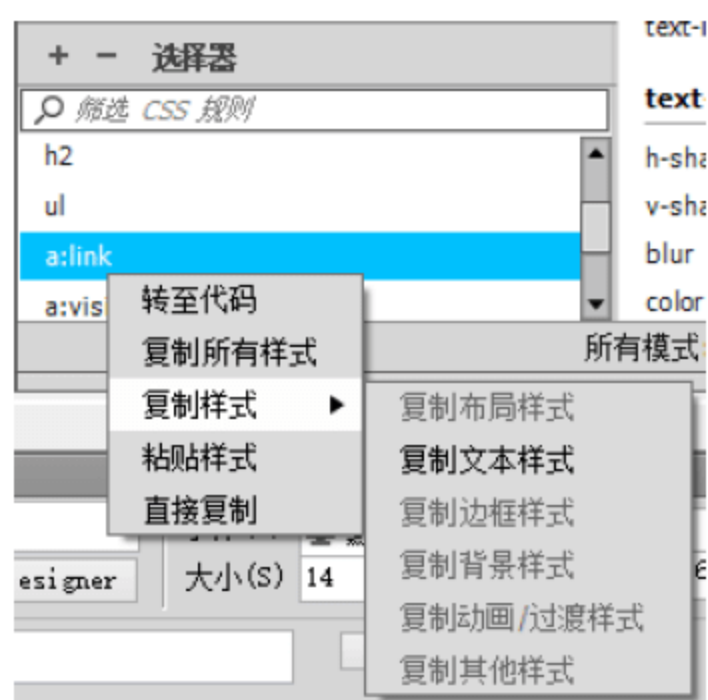 + − 选择器
筛选 CSS 规则
h2
ul
a:link
转至代码
复制所有样式
复制样式
粘贴样式
直接复制
复制布局样式
复制文本样式
复制边框样式
复制背景样式
复制动画/过渡样式
复制其他样式
所有模式
text
h-sha
v-sha
blur
color
esigner
大小(S) 14